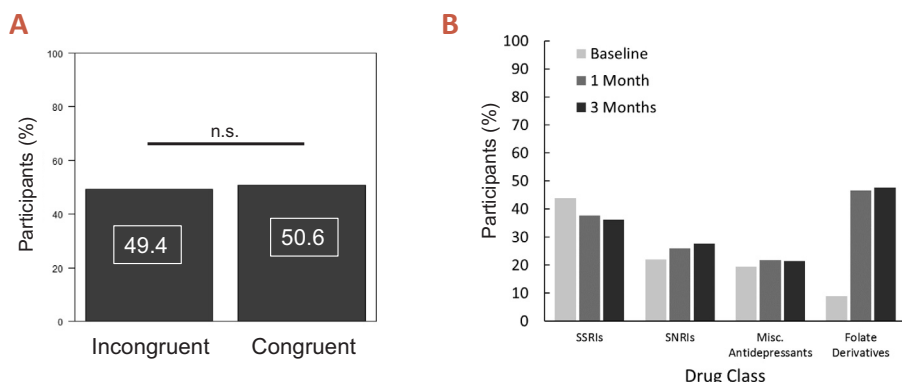 A
Participants (%)
100
80
60
40
20
0
n.s.
49.4
50.6
Incongruent
Congruent
B
Participants (%)
100
90
80
70
60
50
40
30
20
10
0
Baseline
1 Month
3 Months
SSRIs
SNRIs
Misc.
Antidepressants
Folate
Derivatives
Drug Class